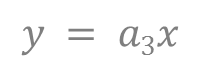 y = a₃x